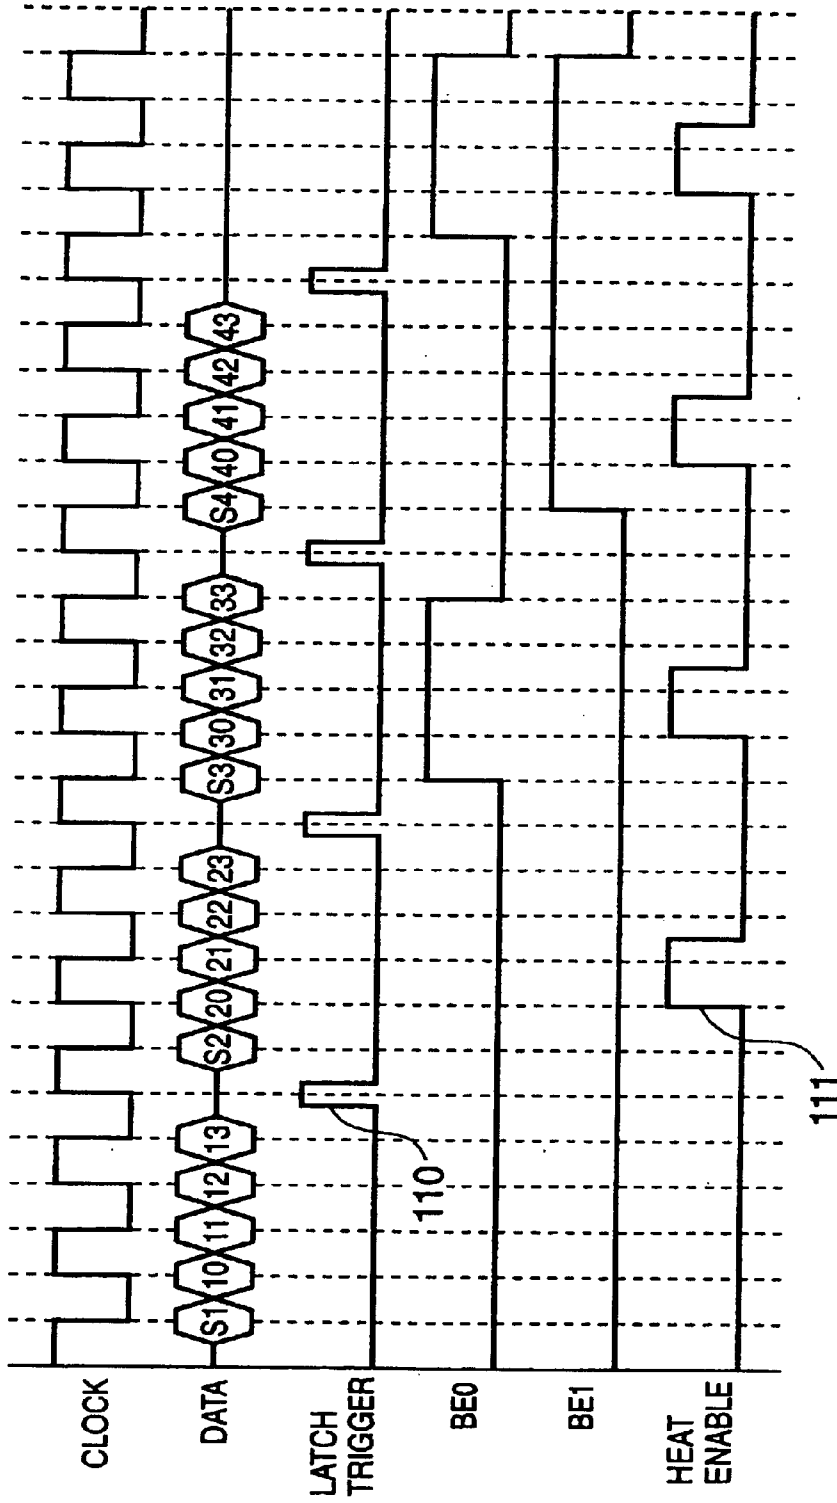 CLOCK
DATA
S1 10 11 12 13 S2 20 21 22 23 S3 30 31 32 33 S4 40 41 42 43
LATCH
TRIGGER
110
BE0
BE1
HEAT
ENABLE
111